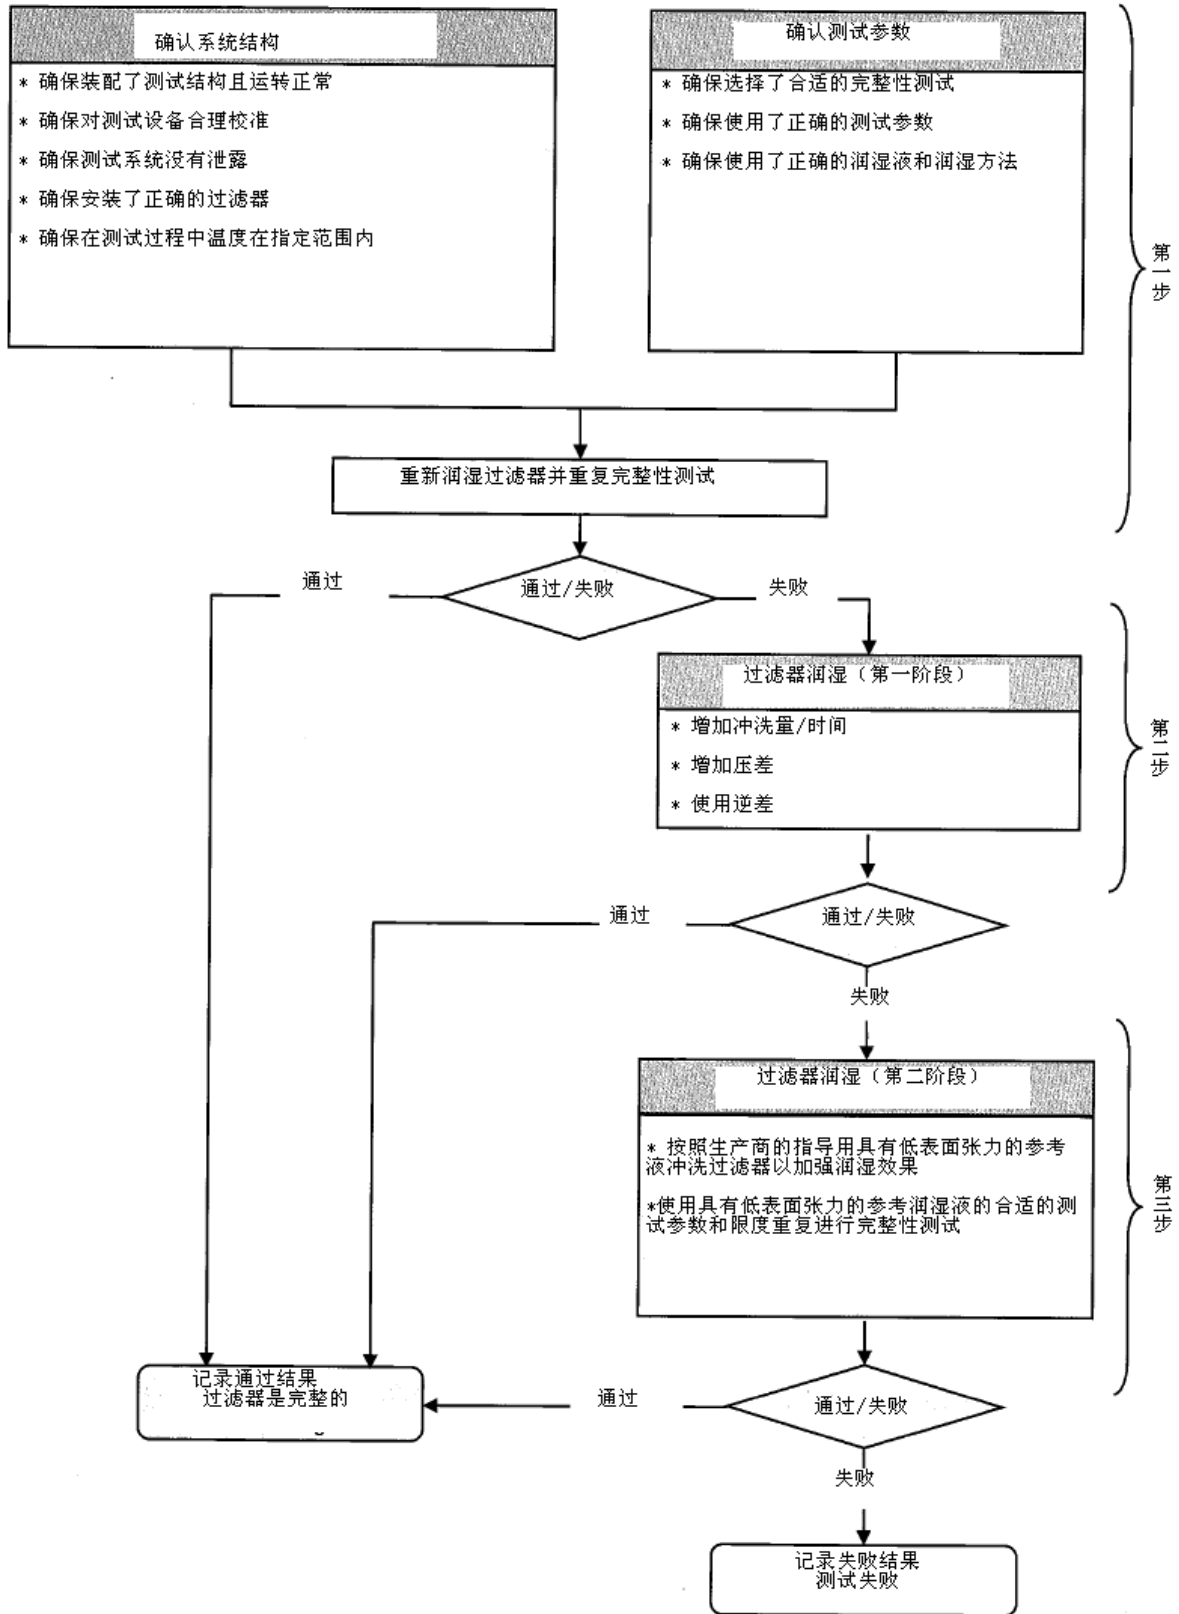 确认系统结构
* 确保装配了测试结构且运转正常
* 确保对测试设备合理校准
* 确保测试系统没有泄露
* 确保安装了正确的过滤器
* 确保在测试过程中温度在指定范围内
确认测试参数
* 确保选择了合适的完整性测试
* 确保使用了正确的测试参数
* 确保使用了正确的润湿液和润湿方法
第一步
重新润湿过滤器并重复完整性测试
通过
通过/失败
失败
过滤器润湿（第一阶段）
* 增加冲洗量/时间
* 增加压差
* 使用逆差
第二步
通过
通过/失败
失败
过滤器润湿（第二阶段）
* 按照生产商的指导用具有低表面张力的参考
液冲洗过滤器以加强润湿效果
*使用具有低表面张力的参考润湿液的合适的测
试参数和限度重复进行完整性测试
第三步
记录通过结果
过滤器是完整的
通过
通过/失败
失败
记录失败结果
测试失败